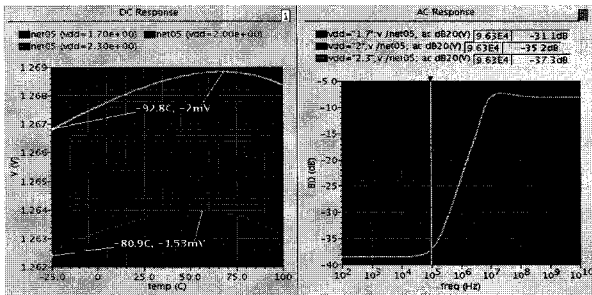 DC Response
1
net05 (vdd=1.70e+00) net05 (vdd=2.00e+00)
net05 (vdd=2.30e+00)
1.269
1.268
1.267
1.266
1.265
1.264
1.263
1.262
Y (V)
-92.8C, -2mV
-80.9C, -1.53mV
-25.0 0 25.0 50.0 75.0 100
temp (C)
AC Response
vdd="1.7";v /net05; ac dB20(V) 9.63E4 -31.1dB
vdd="2";v /net05; ac dB20(V) 9.63E4 -35.2dB
vdd="2.3";v /net05; ac dB20(V) 9.63E4 -37.3dB
-5.0
-10
-15
-20
-25
-30
-35
-40
(dB)
10² 10³ 10⁴ 10⁵ 10⁶ 10⁷ 10⁸ 10⁹ 10¹⁰
freq (Hz)